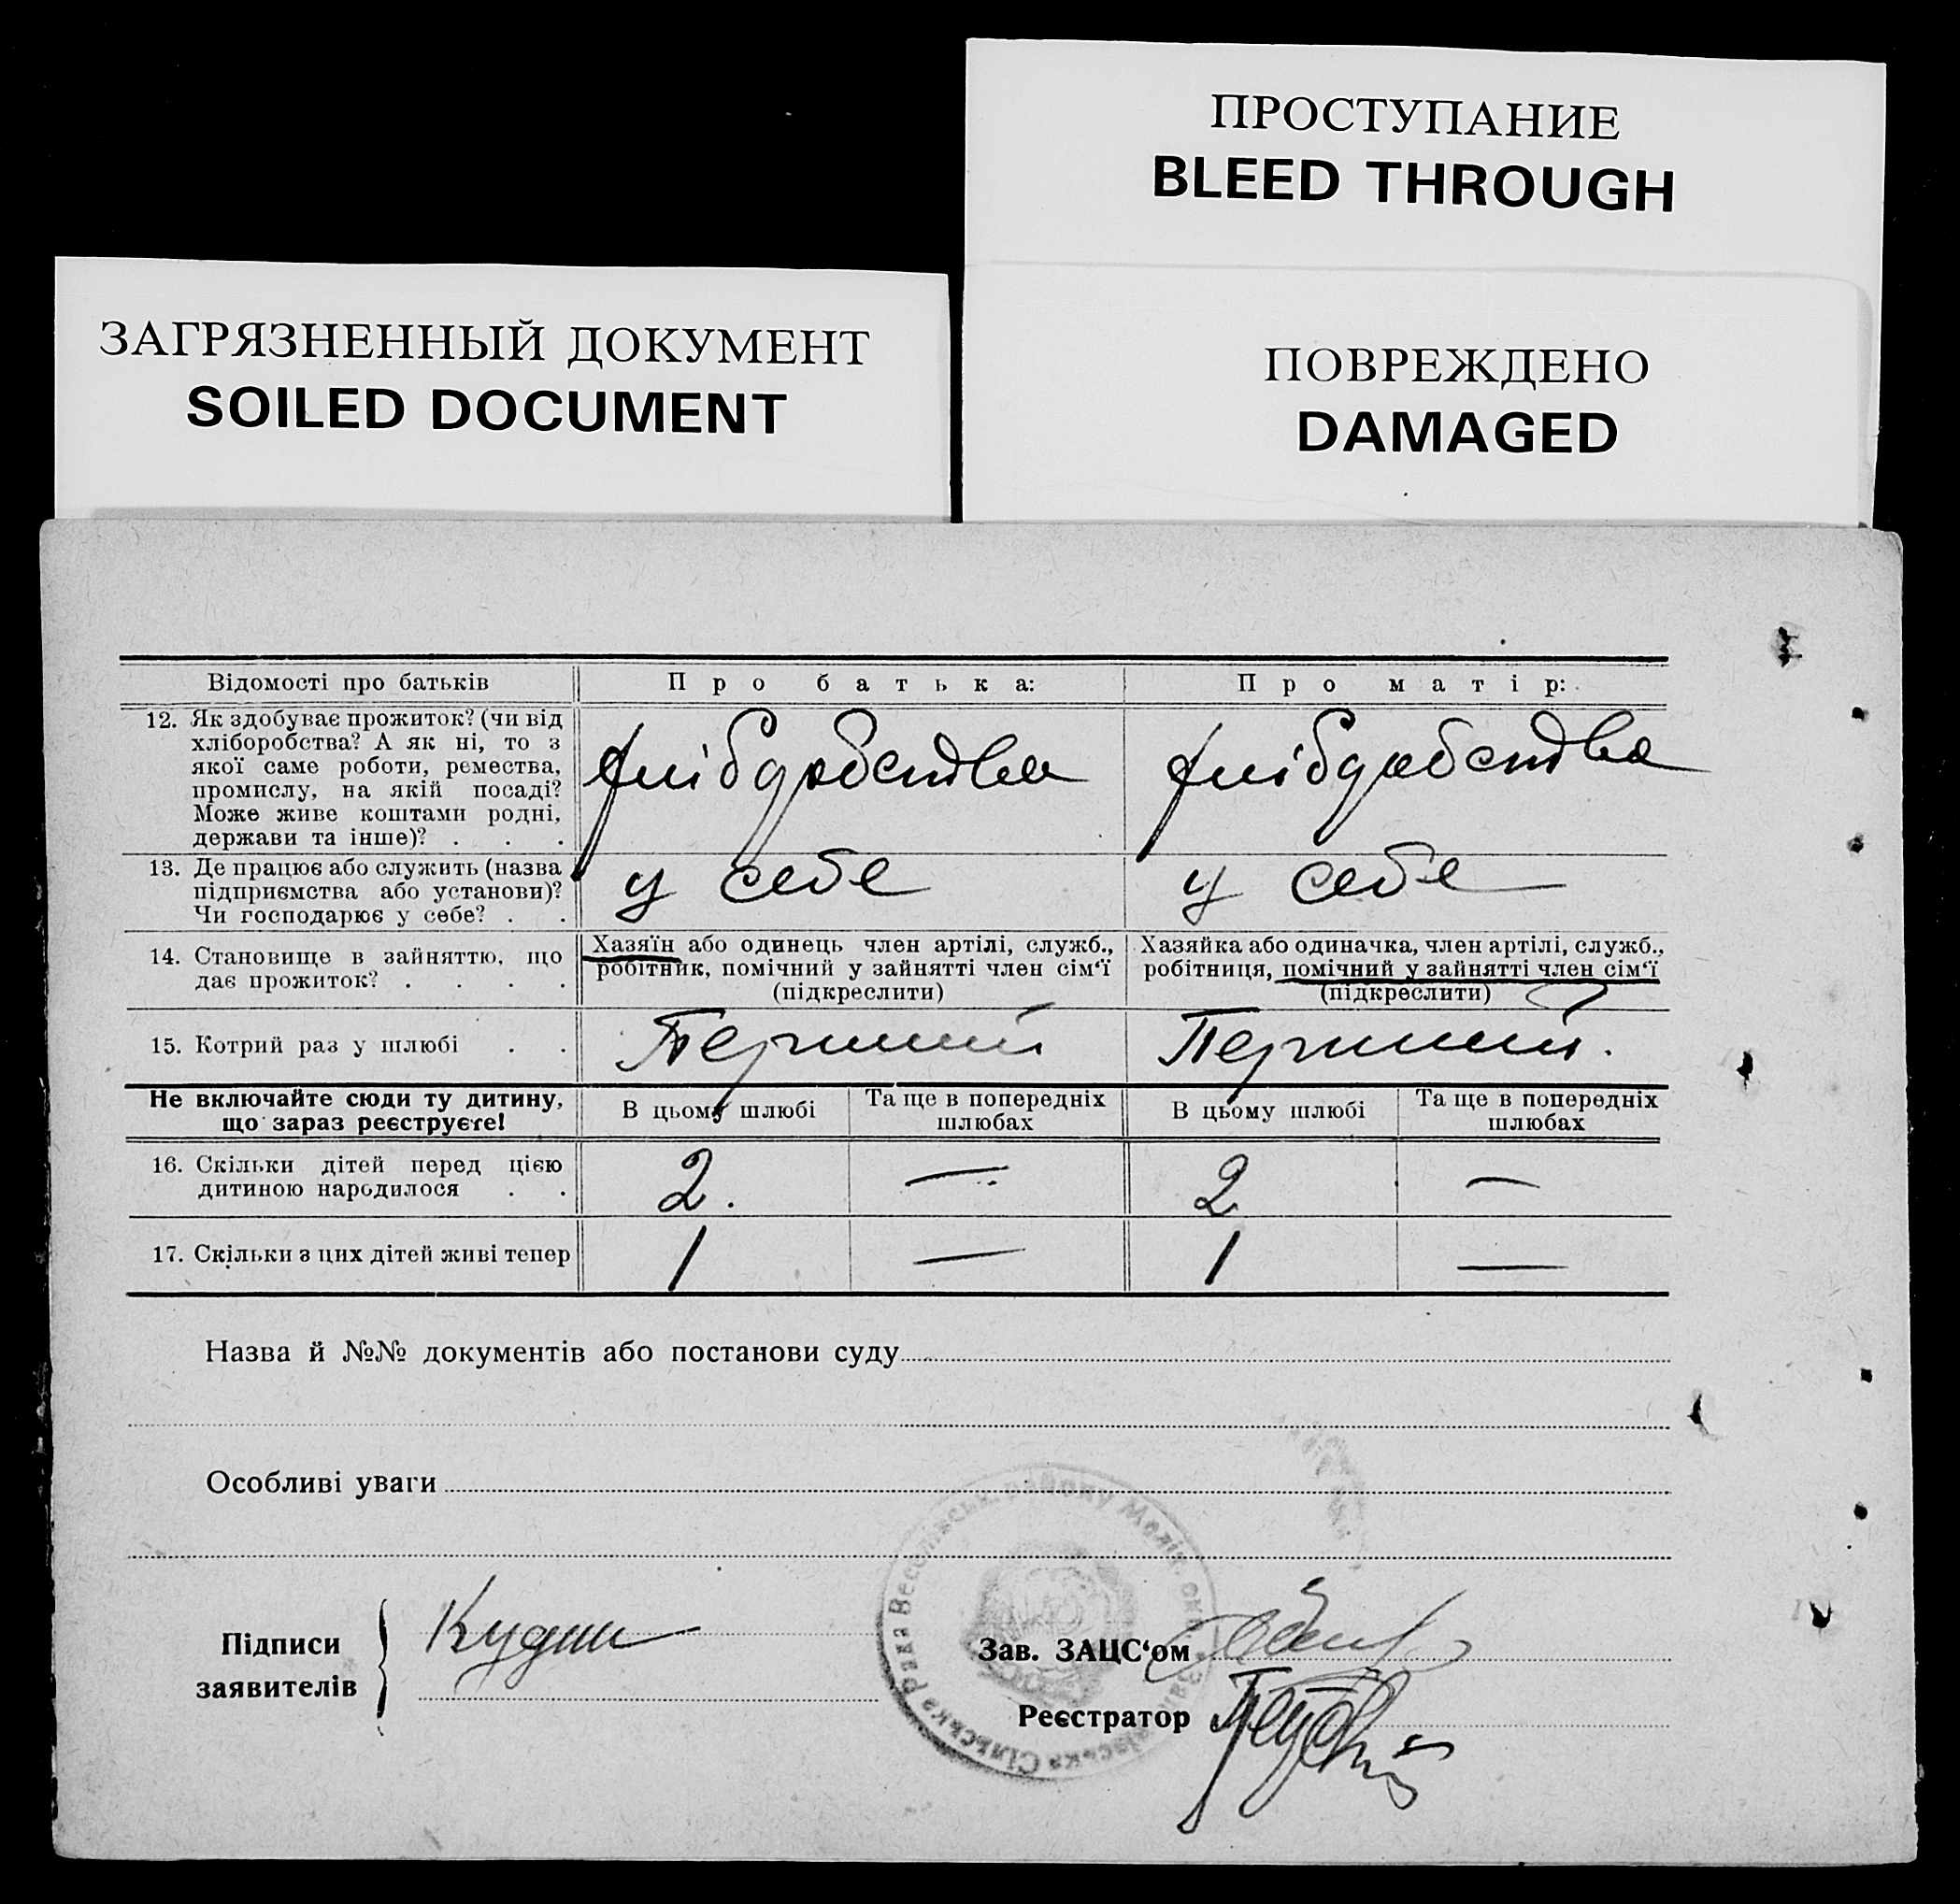 ПРОСТУПАНИЕ
BLEED THROUGH
ЗАГРЯЗНЕННЫЙ ДОКУМЕНТ
SOILED DOCUMENT
ПОВРЕЖДЕНО
DAMAGED
Відомості про батьків
Про батька:
Про матір:
12. Як здобуває прожиток? (чи від
хліборобства? А як ні, то з
якої саме роботи, ремества,
промислу, на якій посаді?
Може живе коштами родні,
держави та інше)? . . .
хліборобства
хліборобства
13. Де працює або служить (назва
підприємства або установи)?
Чи господарює у себе? . .
у себе
у себе
14. Становище в зайняттю, що
дає прожиток? . . . .
Хазяїн або одинець член артілі, служб.,
робітник, помічний у зайнятті член сім‘ї
(підкреслити)
Хазяйка або одиначка, член артілі, служб.,
робітниця, помічний у зайнятті член сім‘ї
(підкреслити)
15. Котрий раз у шлюбі . .
Перший
Перший.
Не включайте сюди ту дитину,
що зараз реєструєте!
В цьому шлюбі
Та ще в попередніх
шлюбах
В цьому шлюбі
Та ще в попередніх
шлюбах
16. Скільки дітей перед цією
дитиною народилося . .
2.
—
2
—
17. Скільки з цих дітей живі тепер
1
—
1
—
Назва й №№ документів або постанови суду
Особливі уваги
Підписи
заявителів
Зав. ЗАЦС‘ом
Реєстратор
Сільська Рада Веселівськ. району Меліт. окр.